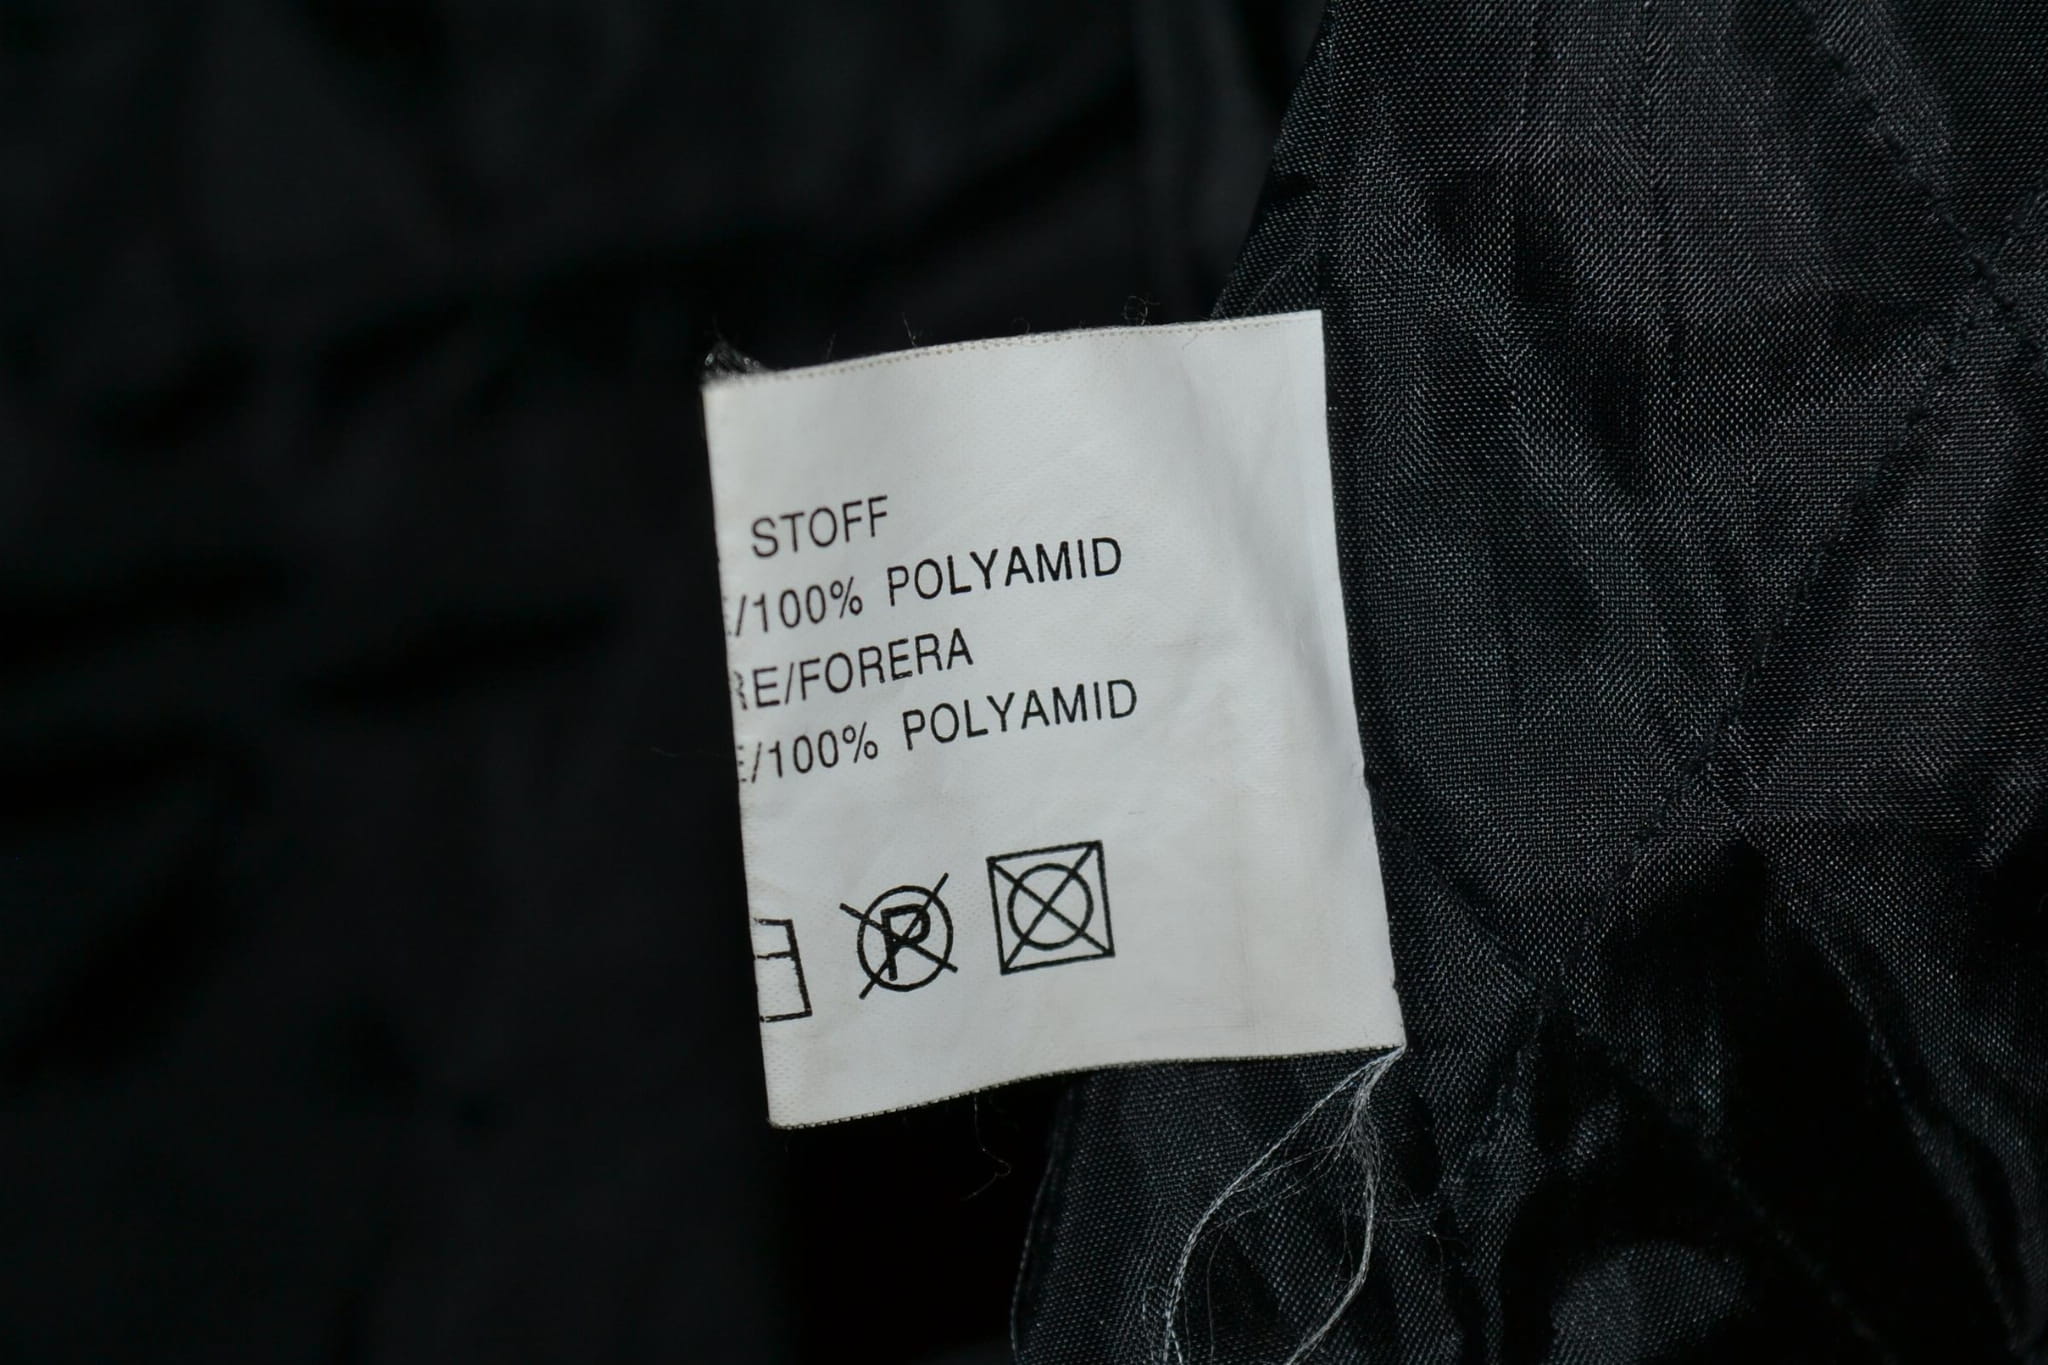 STOFF
/100% POLYAMID
RE/FORERA
E/100% POLYAMID
P